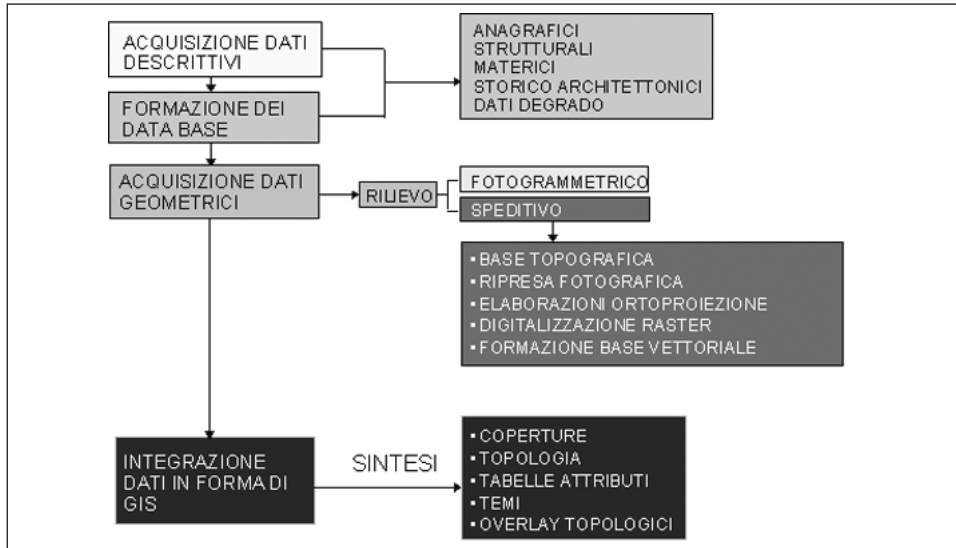 ACQUISIZIONE DATI
DESCRITTIVI
ANAGRAFICI
STRUTTURALI
MATERICI
STORICO ARCHITETTONICI
DATI DEGRADO
FORMAZIONE DEI
DATA BASE
ACQUISIZIONE DATI
GEOMETRICI
RILIEVO
FOTOGRAMMETRICO
SPEDITIVO
▪ BASE TOPOGRAFICA
▪ RIPRESA FOTOGRAFICA
▪ ELABORAZIONI ORTOPROIEZIONE
▪ DIGITALIZZAZIONE RASTER
▪ FORMAZIONE BASE VETTORIALE
INTEGRAZIONE
DATI IN FORMA DI
GIS
SINTESI
▪ COPERTURE
▪ TOPOLOGIA
▪ TABELLE ATTRIBUTI
▪ TEMI
▪ OVERLAY TOPOLOGICI